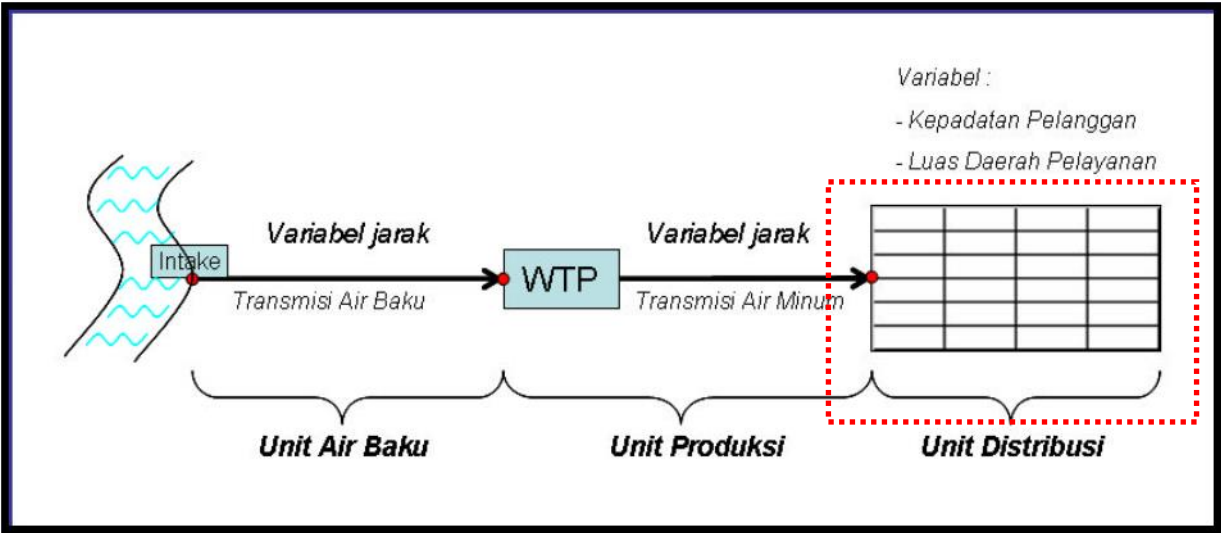 Variabel :
- Kepadatan Pelanggan
- Luas Daerah Pelayanan
Variabel jarak
Variabel jarak
Intake
WTP
Transmisi Air Baku
Transmisi Air Minum
Unit Air Baku
Unit Produksi
Unit Distribusi